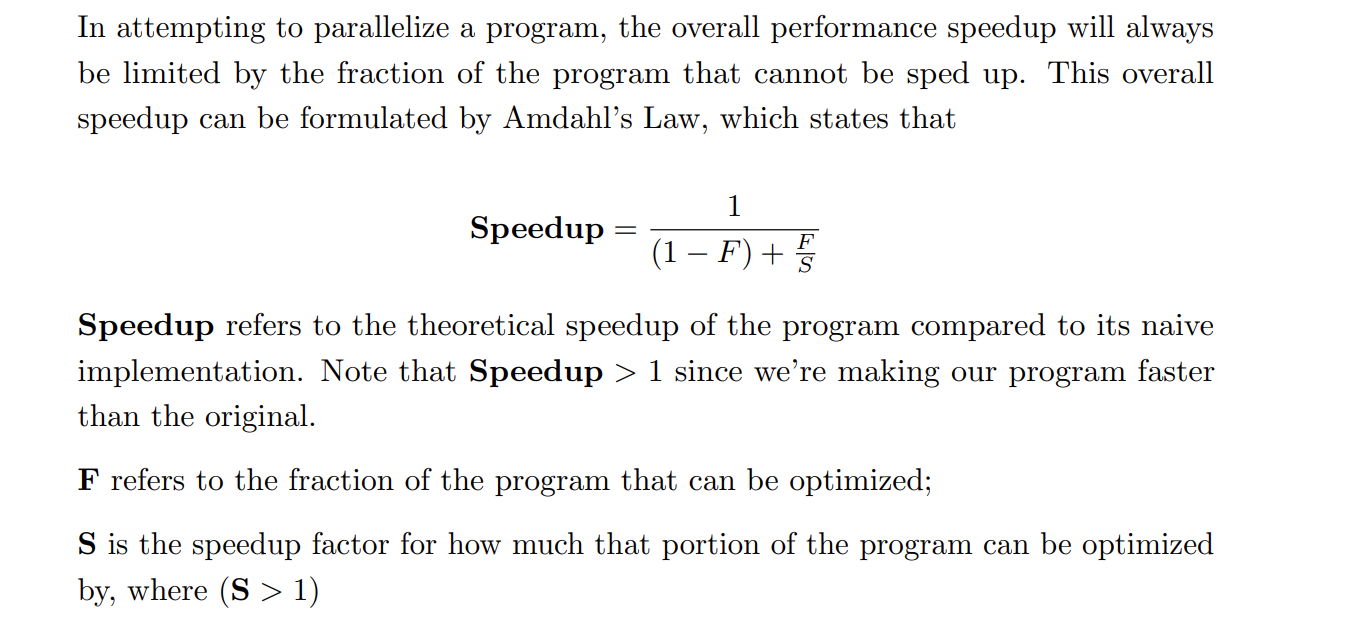 In attempting to parallelize a program, the overall performance speedup will always
be limited by the fraction of the program that cannot be sped up. This overall
speedup can be formulated by Amdahl's Law, which states that
Speedup = \frac{1}{(1 - F) + \frac{F}{S}}
Speedup refers to the theoretical speedup of the program compared to its naive
implementation. Note that Speedup > 1 since we're making our program faster
than the original.
F refers to the fraction of the program that can be optimized;
S is the speedup factor for how much that portion of the program can be optimized
by, where (S > 1)